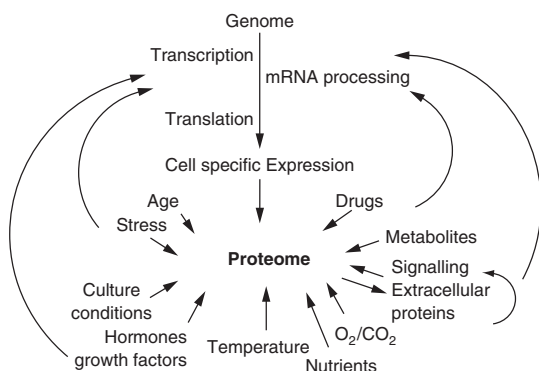 Genome
Transcription
mRNA processing
Translation
Cell specific Expression
Age
Drugs
Stress
Metabolites
Proteome
Signalling
Culture
conditions
Extracellular
proteins
Hormones
growth factors
Temperature
O₂/CO₂
Nutrients